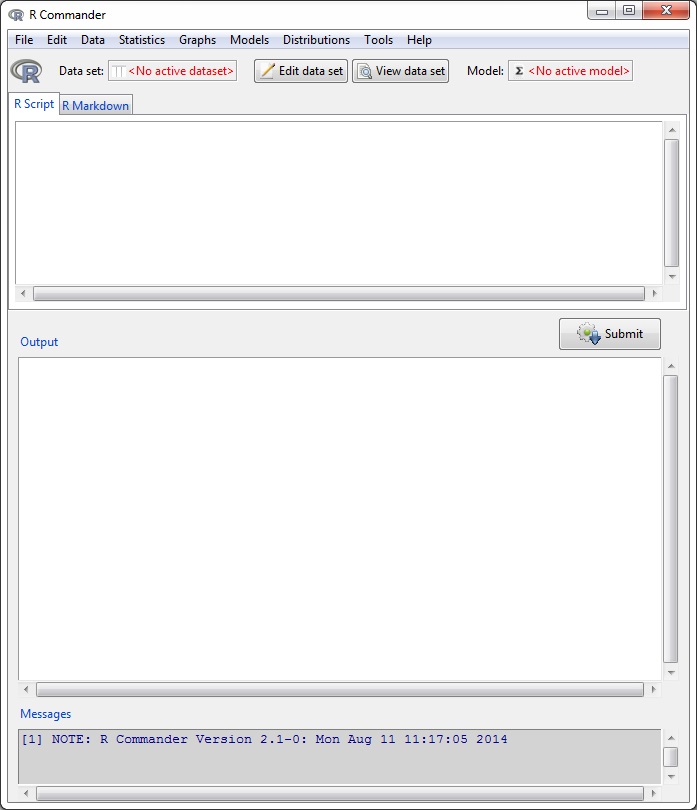 R Commander
File Edit Data Statistics Graphs Models Distributions Tools Help
R Data set: <No active dataset> Edit data set View data set Model: Σ <No active model>
R Script R Markdown
Submit
Output
Messages
[1] NOTE: R Commander Version 2.1-0: Mon Aug 11 11:17:05 2014